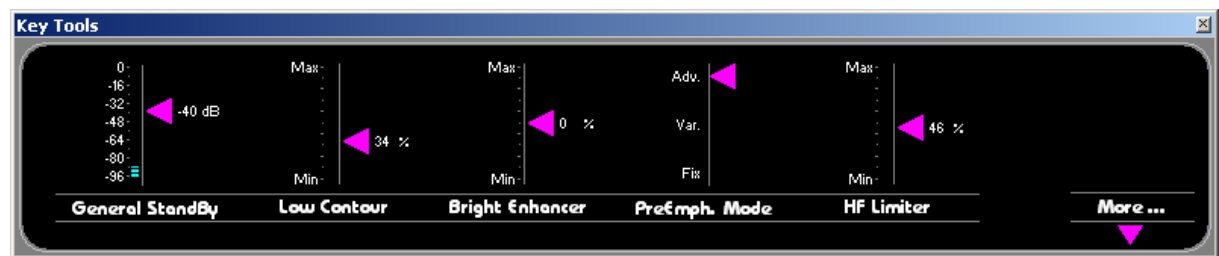 Key Tools
0
-16
-32
-48
-64
-80
-96
-40 dB
General StandBy
Max
34 %
Min
Low Contour
Max
0 %
Min
Bright Enhancer
Adv.
Var.
Fix
PreEmph. Mode
Max
46 %
Min
HF Limiter
More ...